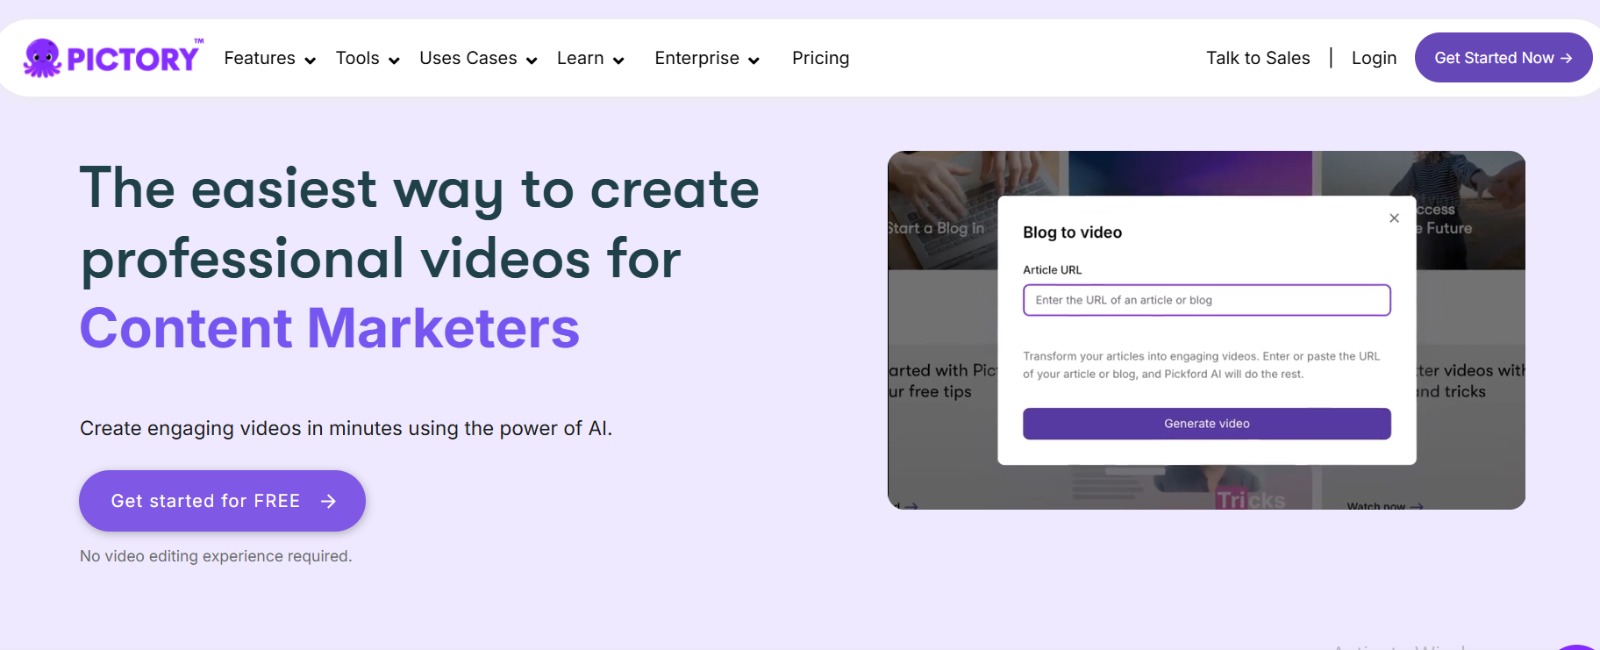 PICTORY™
Features
Tools
Uses Cases
Learn
Enterprise
Pricing
Talk to Sales
|
Login
Get Started Now →
The easiest way to create
professional videos for
Content Marketers
Create engaging videos in minutes using the power of AI.
Get started for FREE →
No video editing experience required.
Start a Blog in
ccess
e Future
Blog to video
Article URL
Enter the URL of an article or blog
Transform your articles into engaging videos. Enter or paste the URL
of your article or blog, and Pickford AI will do the rest.
Generate video
arted with Pic
ur free tips
ter videos with
and tricks
Tricks
Watch now →